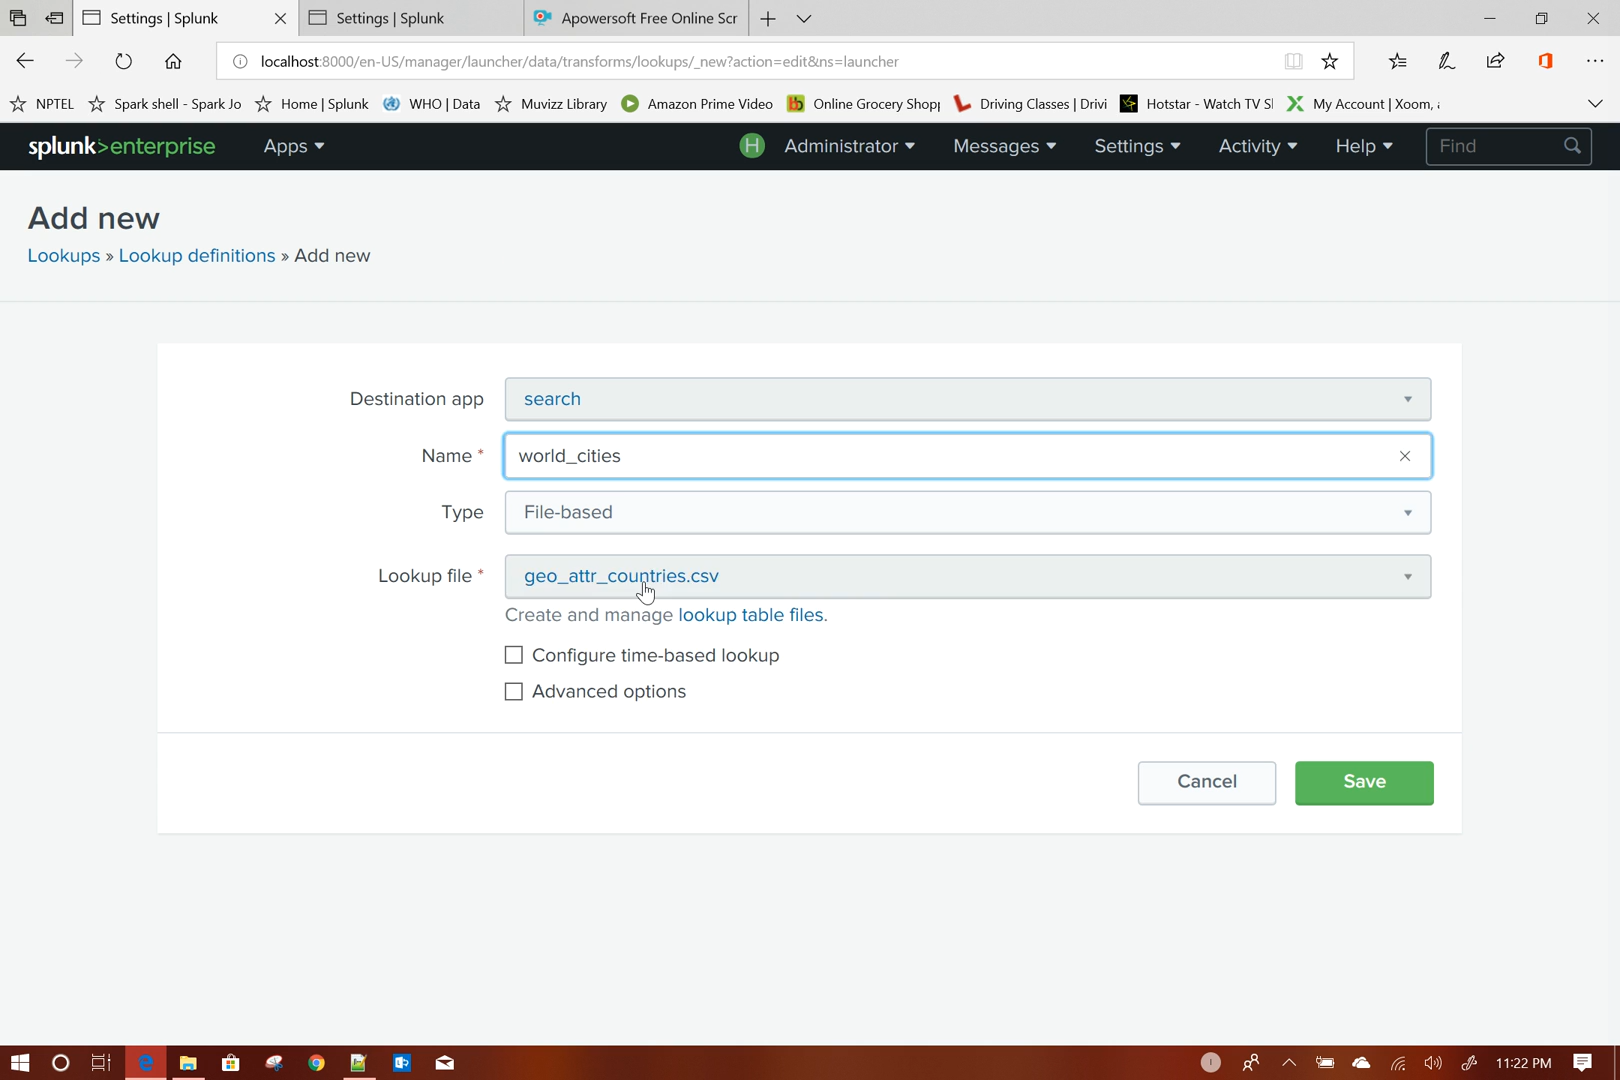 Settings | Splunk
Settings | Splunk
Apowersoft Free Online Scr
localhost:8000/en-US/manager/launcher/data/transforms/lookups/_new?action=edit&ns=launcher
NPTEL
Spark shell - Spark Jo
Home | Splunk
WHO | Data
Muvizz Library
Amazon Prime Video
Online Grocery Shopp
Driving Classes | Drivi
Hotstar - Watch TV Sl
My Account | Xoom, a
splunk>enterprise
Apps
H
Administrator
Messages
Settings
Activity
Help
Find
Add new
Lookups » Lookup definitions » Add new
Destination app
search
Name *
world_cities
Type
File-based
Lookup file *
geo_attr_countries.csv
Create and manage lookup table files.
Configure time-based lookup
Advanced options
Cancel
Save
11:22 PM